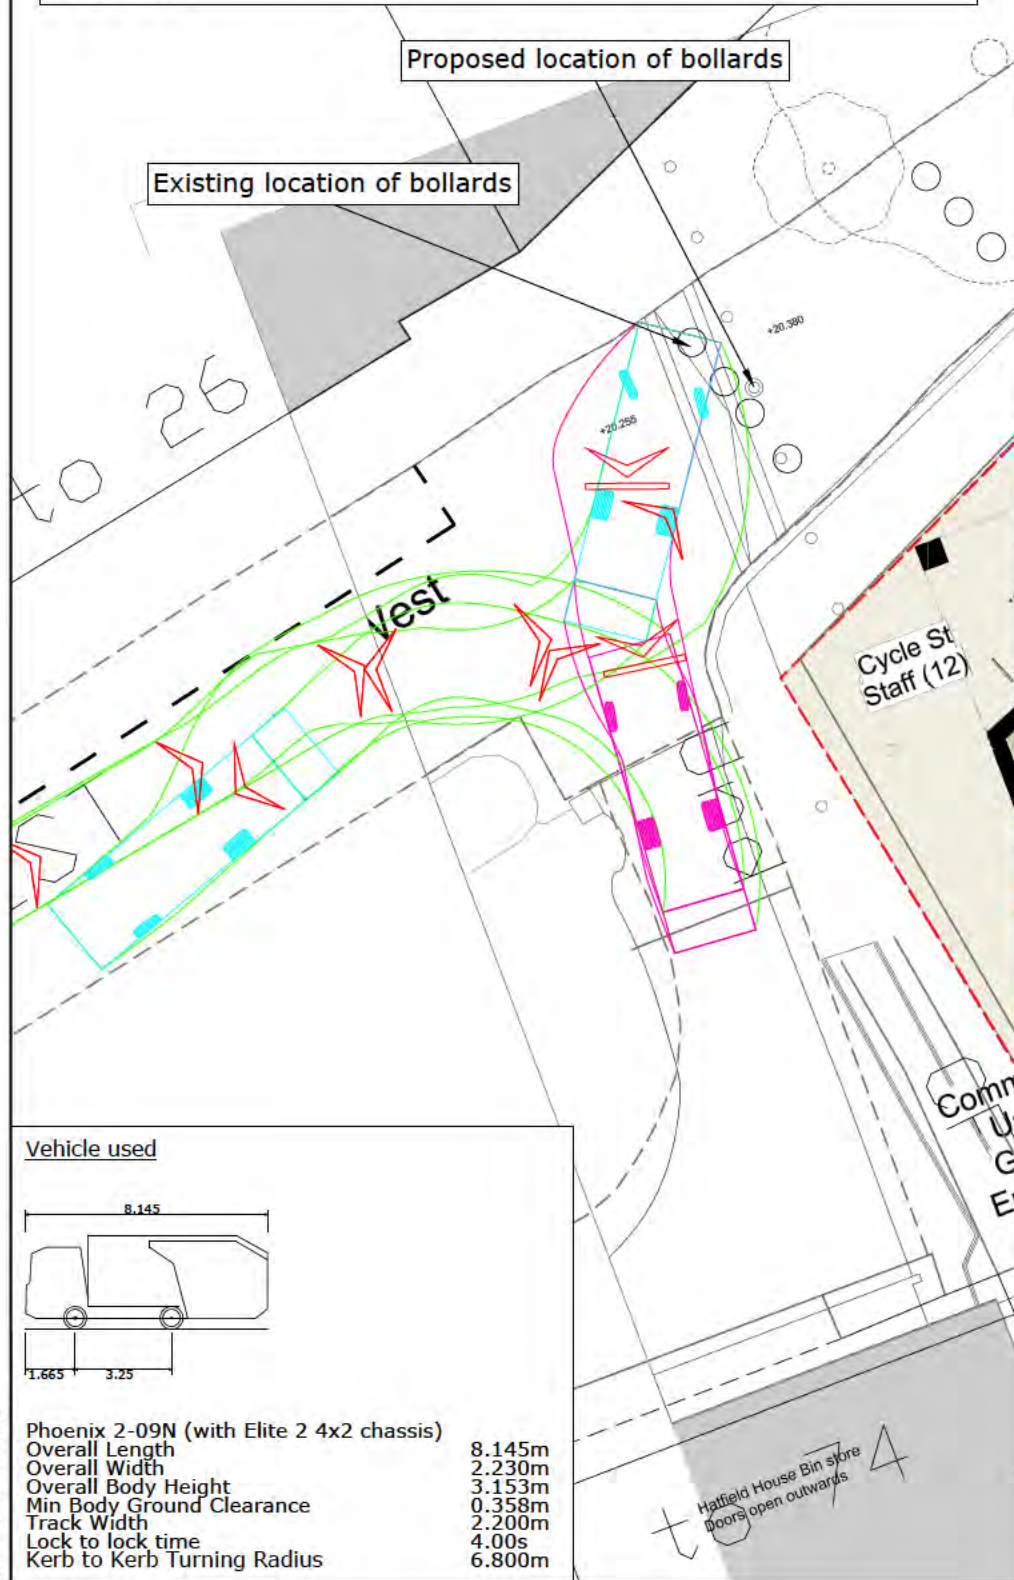 Proposed location of bollards
Existing location of bollards
+20.380
to 26
+20.255
West
Cycle St
Staff (12)
Comm
U
G
E
Vehicle used
8.145
1.665 3.25
Phoenix 2-09N (with Elite 2 4x2 chassis)
Overall Length 8.145m
Overall Width 2.230m
Overall Body Height 3.153m
Min Body Ground Clearance 0.358m
Track Width 2.200m
Lock to lock time 4.00s
Kerb to Kerb Turning Radius 6.800m
Hatfield House Bin store
Doors open outwards
to 74